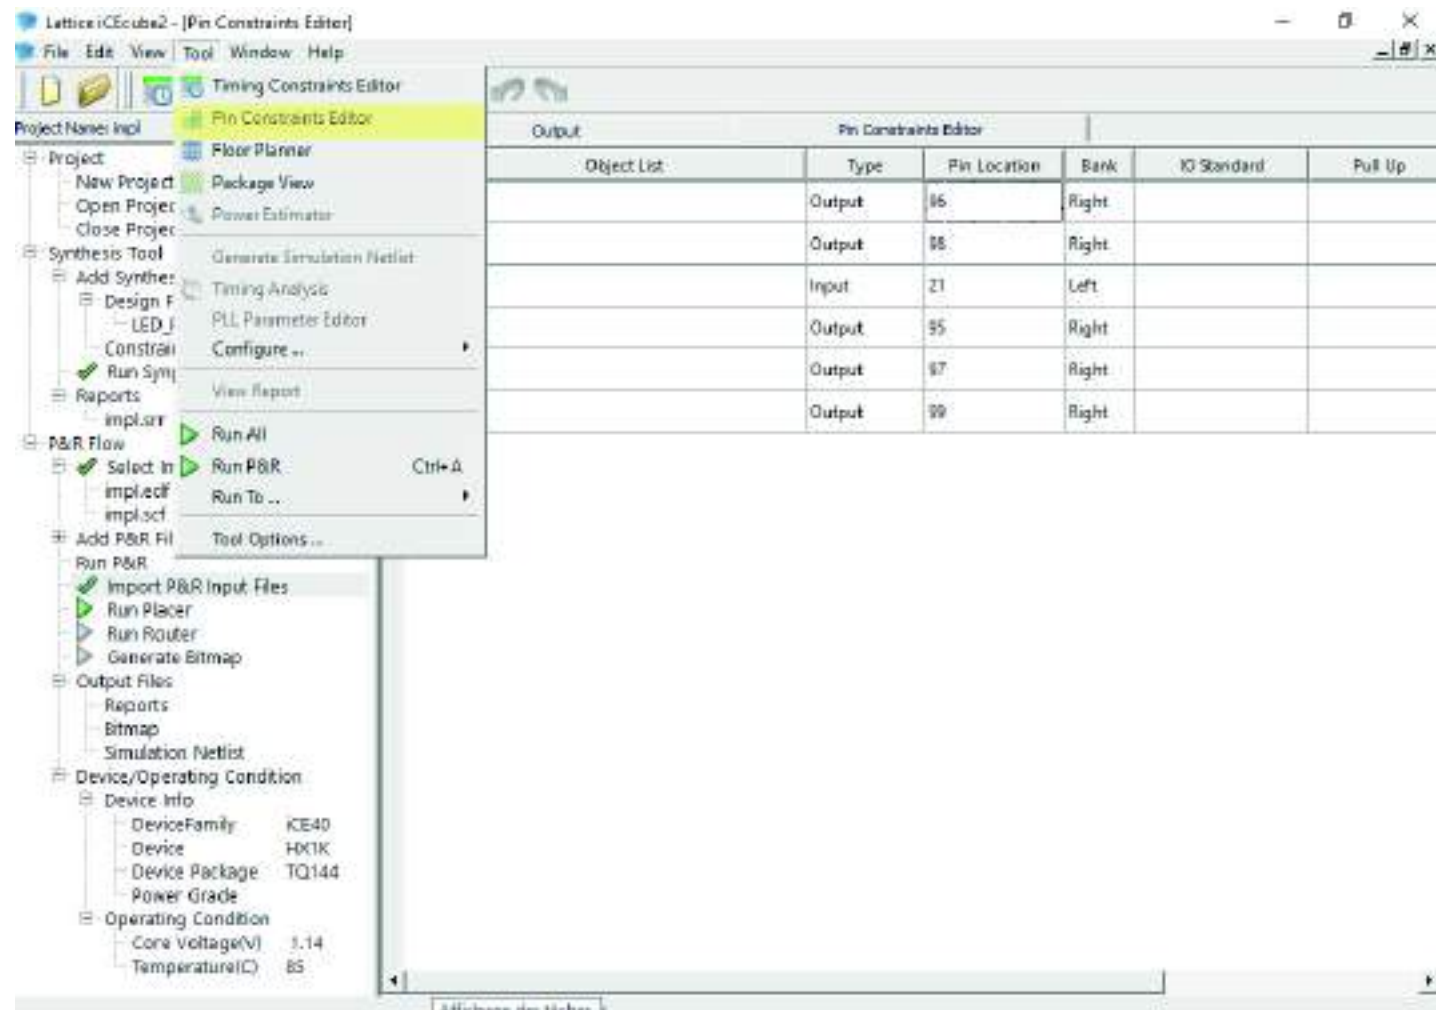 Lattice iCEcube2 - [Pin Constraints Editor]
File Edit View Tool Window Help
Timing Constraints Editor
Pin Constraints Editor
Floor Planner
Package View
Power Estimator
Generate Simulation Netlist
Timing Analysis
PLL Parameter Editor
Configure ...
View Report
Run All
Run P&R Ctrl+A
Run To ...
Tool Options ...
Project Name: impl
Project
New Project
Open Projec
Close Projec
Synthesis Tool
Add Synthes
Design F
LED_
Constrai
Run Syn
Reports
impl.srr
P&R Flow
Select Im
impl.edf
impl.scf
Add P&R Fil
Run P&R
Import P&R Input Files
Run Placer
Run Router
Generate Bitmap
Output Files
Reports
Bitmap
Simulation Netlist
Device/Operating Condition
Device Info
DeviceFamily iCE40
Device HX1K
Device Package TQ144
Power Grade
Operating Condition
Core Voltage(V) 1.14
Temperature(C) 85
Output Pin Constraints Editor
Object List Type Pin Location Bank IO Standard Pull Up
Output 96 Right
Output 98 Right
Input 21 Left
Output 95 Right
Output 97 Right
Output 99 Right